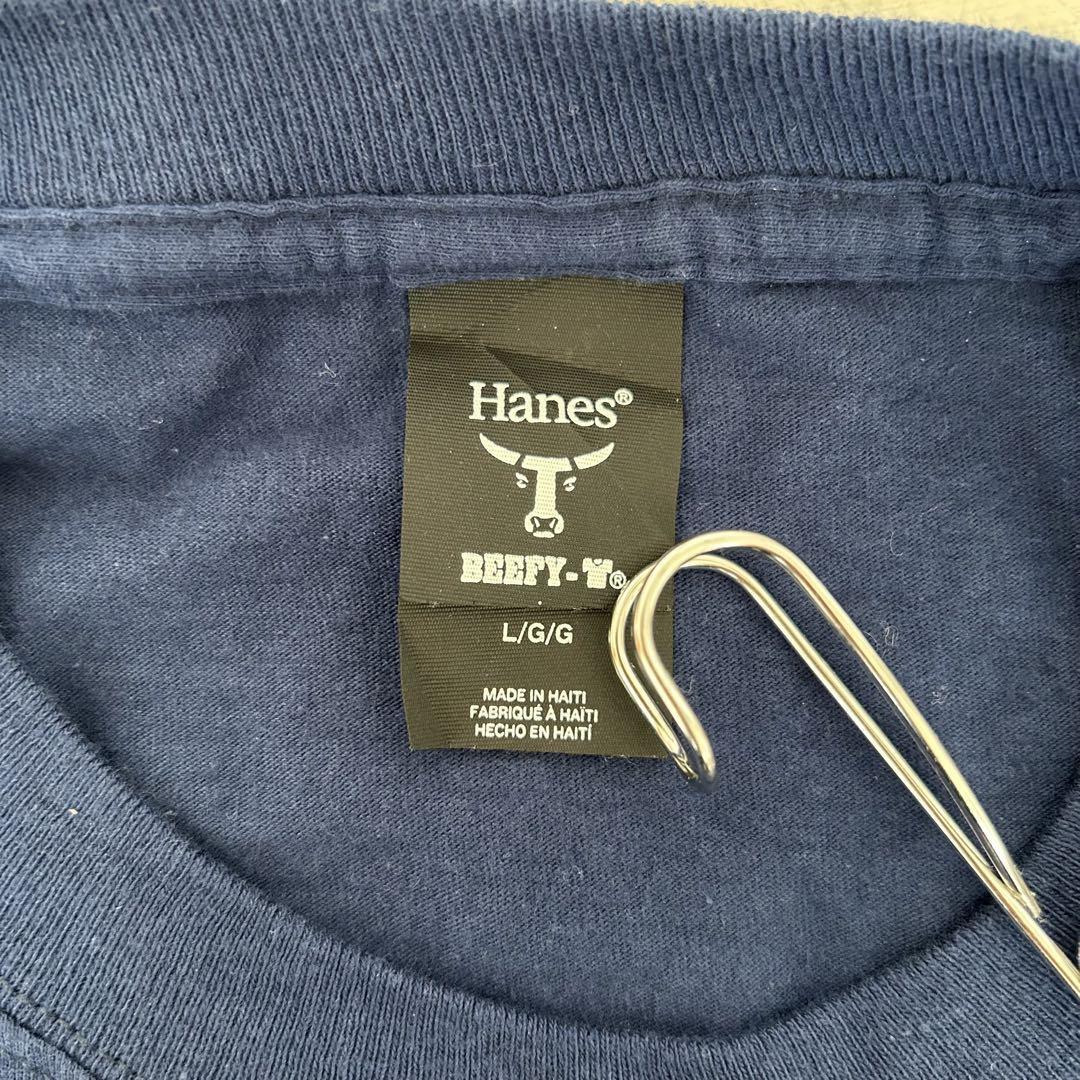 Hanes®
BEEFY-T®
L/G/G
MADE IN HAITI
FABRIQUÉ À HAÏTI
HECHO EN HAITÍ